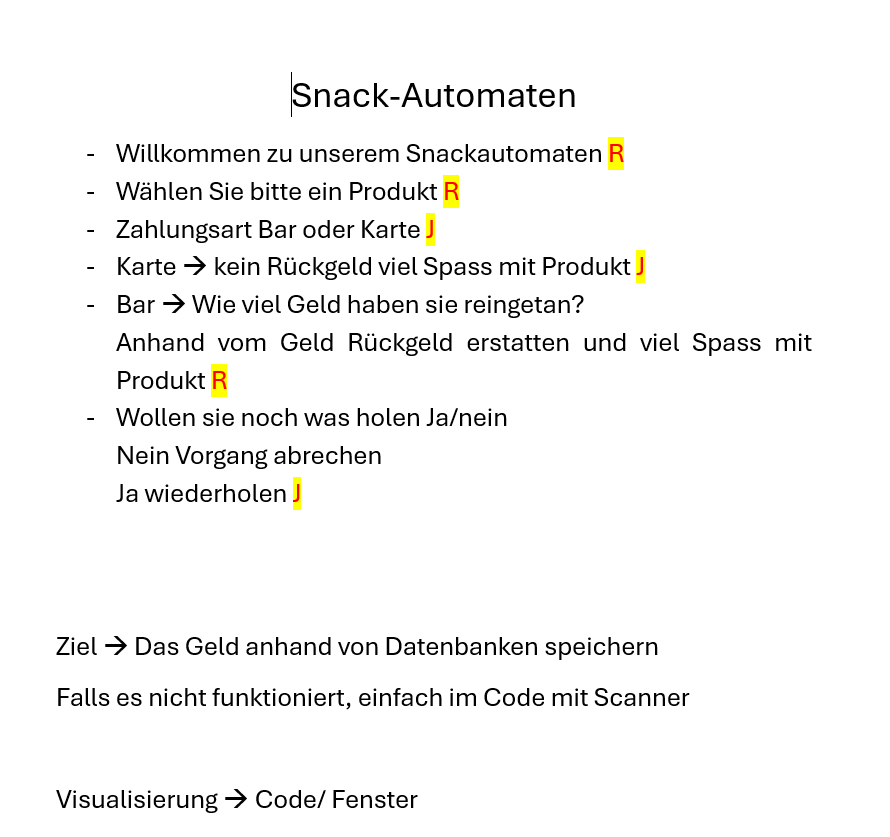 Snack-Automaten
- Willkommen zu unserem Snackautomaten R
- Wählen Sie bitte ein Produkt R
- Zahlungsart Bar oder Karte J
- Karte → kein Rückgeld viel Spass mit Produkt J
- Bar → Wie viel Geld haben sie reingetan?
Anhand vom Geld Rückgeld erstatten und viel Spass mit
Produkt R
- Wollen sie noch was holen Ja/nein
Nein Vorgang abrechen
Ja wiederholen J
Ziel → Das Geld anhand von Datenbanken speichern
Falls es nicht funktioniert, einfach im Code mit Scanner
Visualisierung → Code/ Fenster